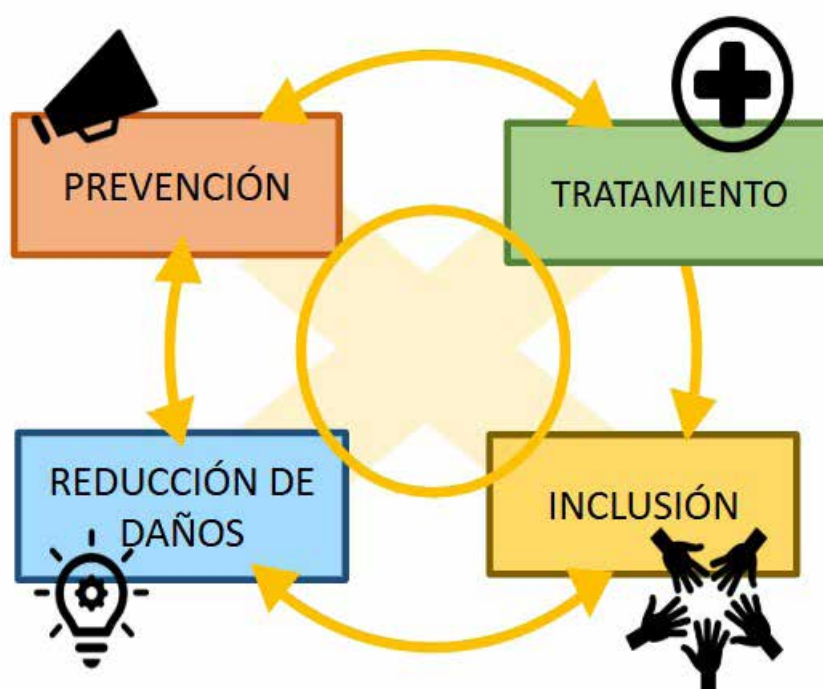 PREVENCIÓN
TRATAMIENTO
REDUCCIÓN DE
DAÑOS
INCLUSIÓN